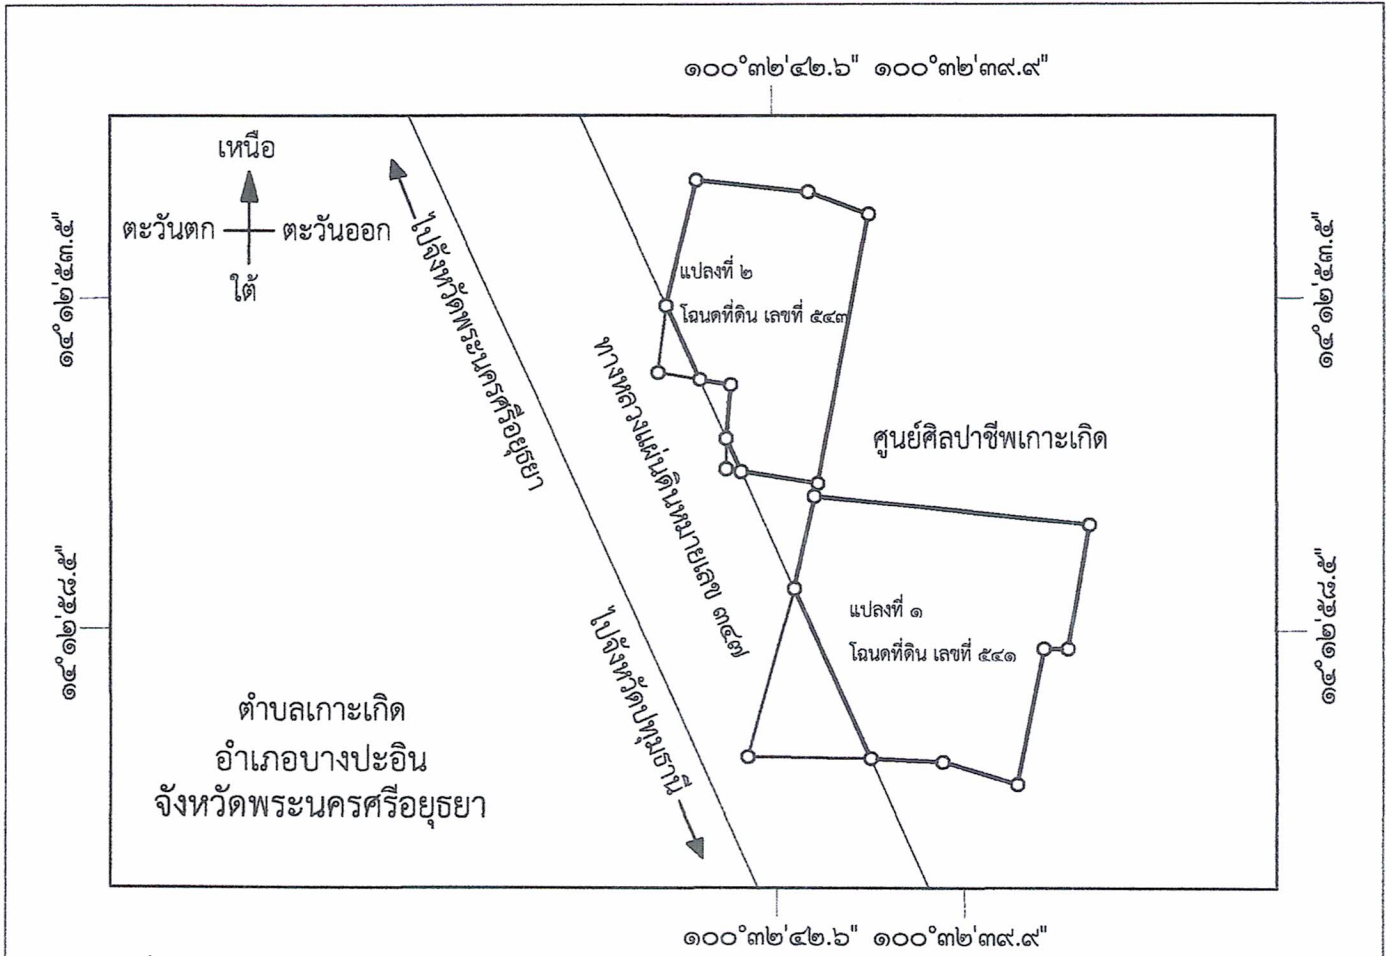 ๑๐๐°๓๒'๔๒.๖" ๑๐๐°๓๒'๓๙.๙"
เหนือ
ตะวันตก ตะวันออก
ใต้
๑๔°๑๒'๕๓.๕"
๑๔°๑๒'๕๓.๕"
ไปจังหวัดพระนครศรีอยุธยา
แปลงที่ ๒
โฉนดที่ดิน เลขที่ ๕๔๓
ทางหลวงแผ่นดินหมายเลข ๓๔๗
ศูนย์ศิลปาชีพเกาะเกิด
๑๔°๑๒'๕๘.๕"
๑๔°๑๒'๕๘.๕"
แปลงที่ ๑
โฉนดที่ดิน เลขที่ ๕๔๑
ไปจังหวัดปทุมธานี
ตำบลเกาะเกิด
อำเภอบางปะอิน
จังหวัดพระนครศรีอยุธยา
๑๐๐°๓๒'๔๒.๖" ๑๐๐°๓๒'๓๙.๙"